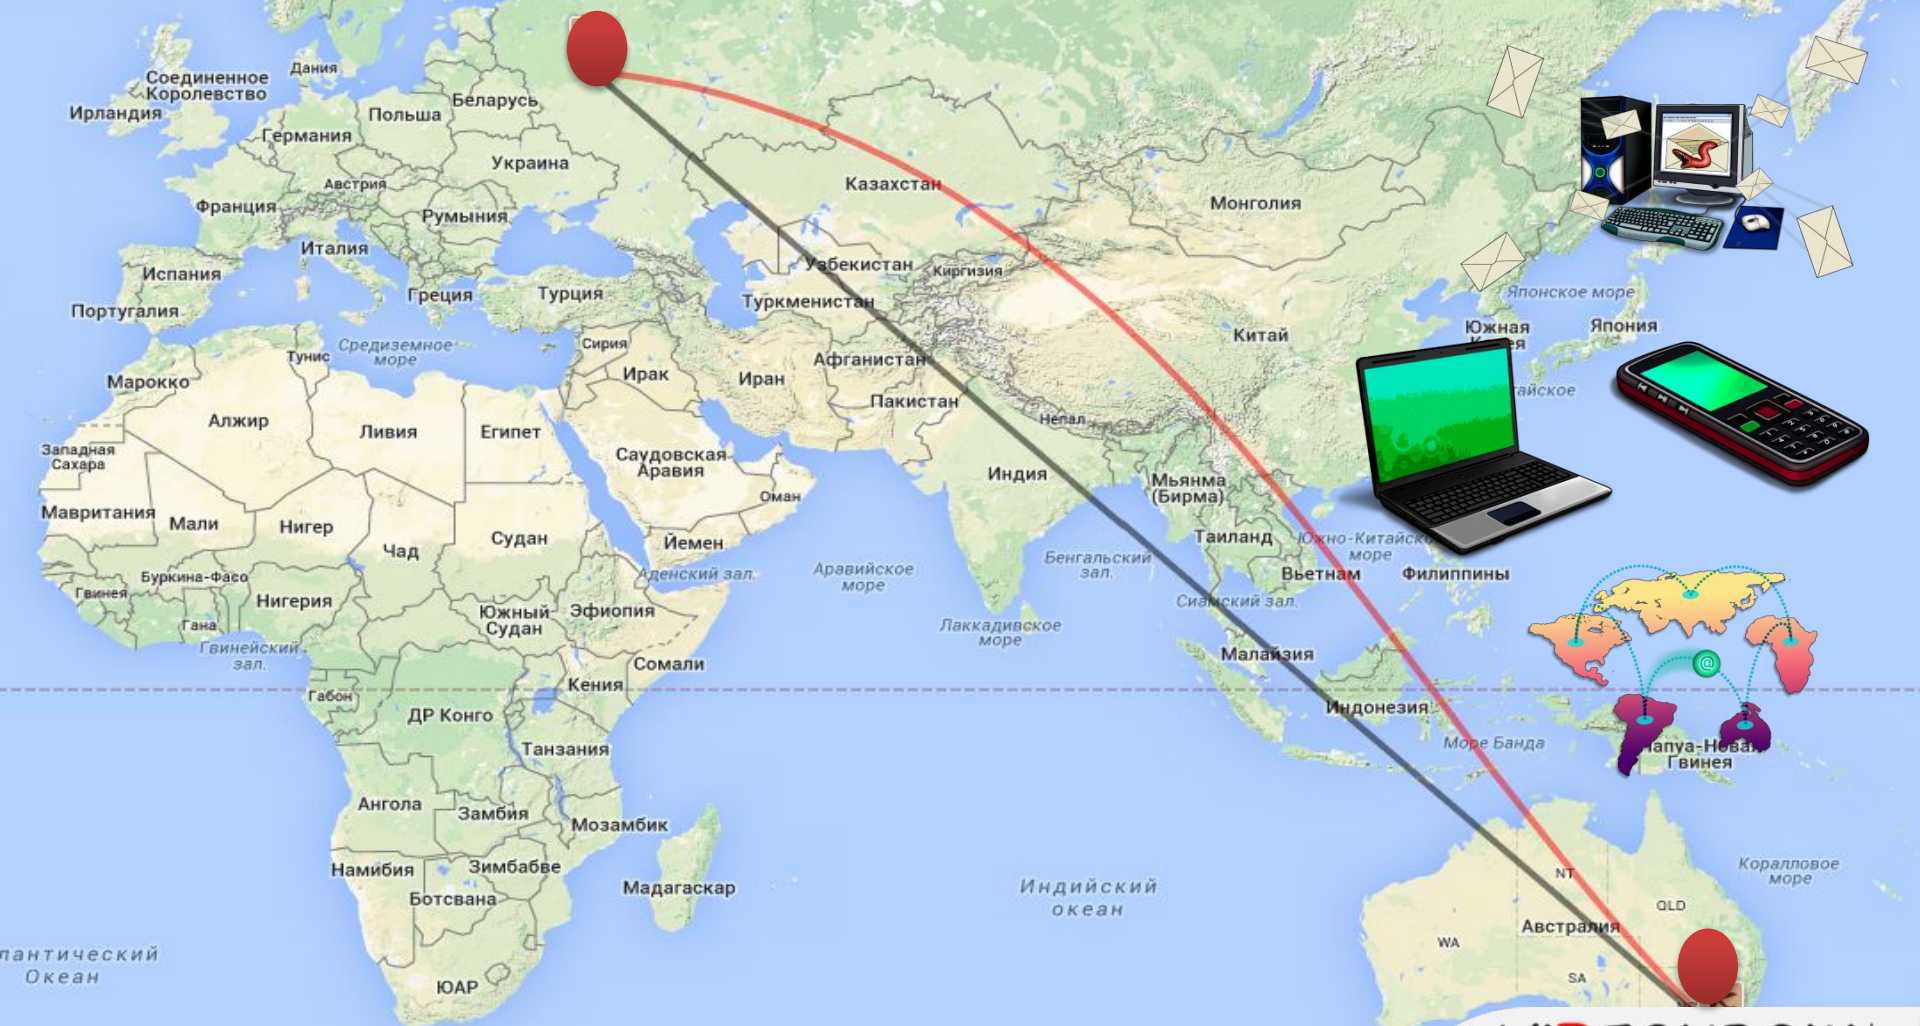 Соединенное
Королевство
Дания
Ирландия
Польша
Беларусь
Германия
Украина
Австрия
Франция
Румыния
Италия
Испания
Греция
Турция
Португалия
Казахстан
Монголия
Узбекистан
Киргизия
Туркменистан
Японское море
Южная
Япония
Китай
Средиземное
море
Тунис
Сирия
Марокко
Ирак
Иран
Афганистан
Пакистан
Непал
Алжир
Ливия
Египет
Западная
Сахара
Саудовская
Аравия
Оман
Индия
Мьянма
(Бирма)
Мавритания
Мали
Нигер
Чад
Судан
Йемен
Таиланд
море
Вьетнам
Филиппины
Аденский зал.
Аравийское
море
Бенгальский
зал.
Сиамский зал.
Буркина-Фасо
Гвинея
Нигерия
Гана
Южный
Судан
Эфиопия
Гвинейский
зал.
Лаккадивское
море
Сомали
Малайзия
Габон
Кения
@
ДР Конго
Индонезия
Море Банда
Танзания
Гвинея
Ангола
Замбия
Мозамбик
Намибия
Зимбабве
Мадагаскар
Ботсвана
Индийский
океан
NT
QLD
Коралловое
море
Австралия
WA
SA
Океан
ЮАР